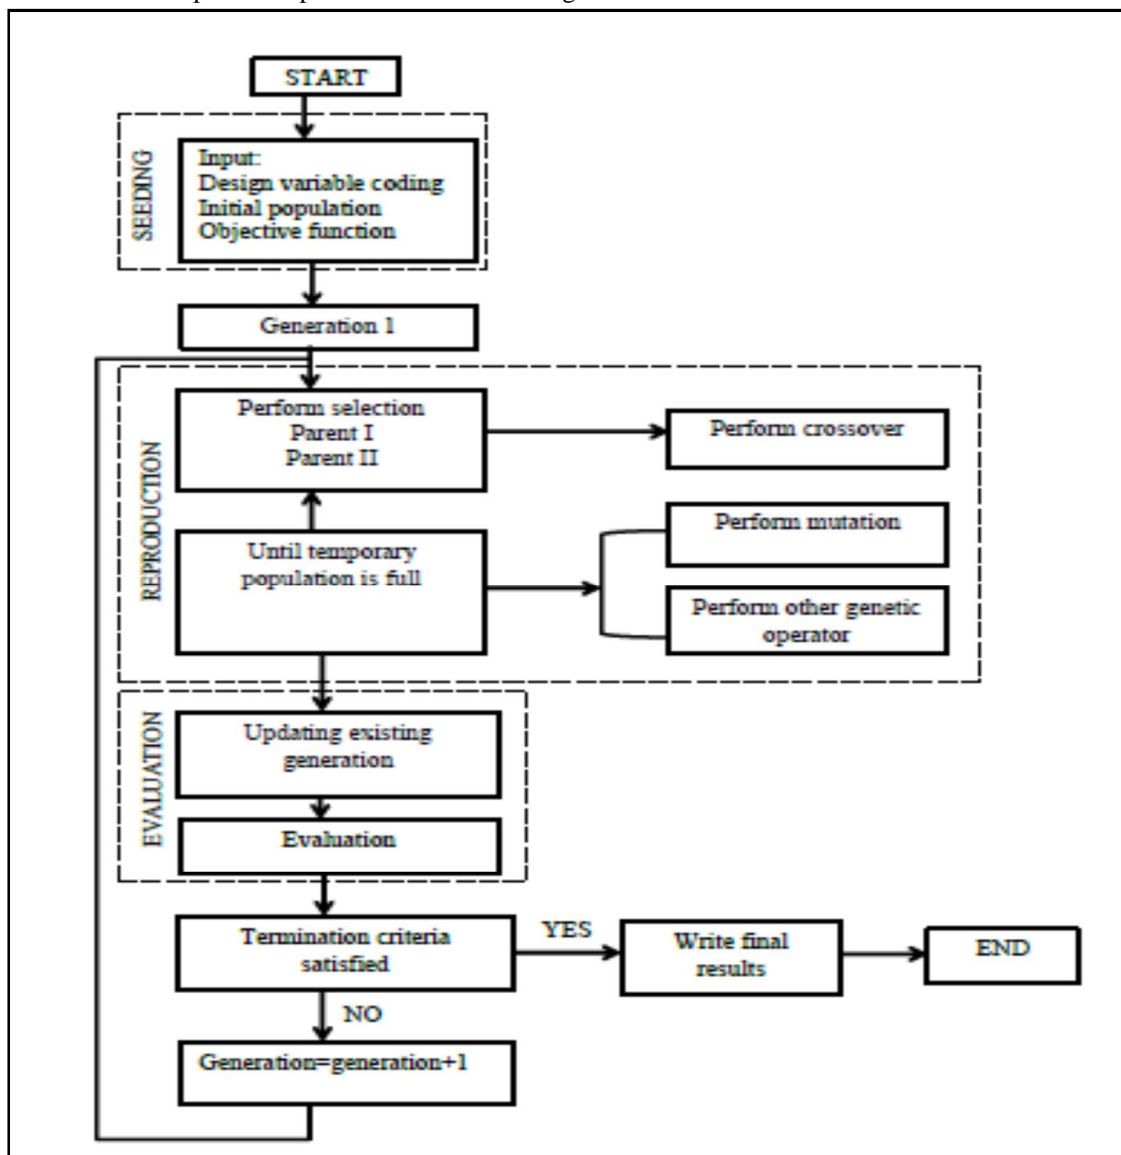 START
SEEDING
Input:
Design variable coding
Initial population
Objective function
Generation 1
REPRODUCTION
Perform selection
Parent I
Parent II
Perform crossover
Until temporary
population is full
Perform mutation
Perform other genetic
operator
EVALUATION
Updating existing
generation
Evaluation
Termination criteria
satisfied
YES
Write final
results
END
NO
Generation=generation+1